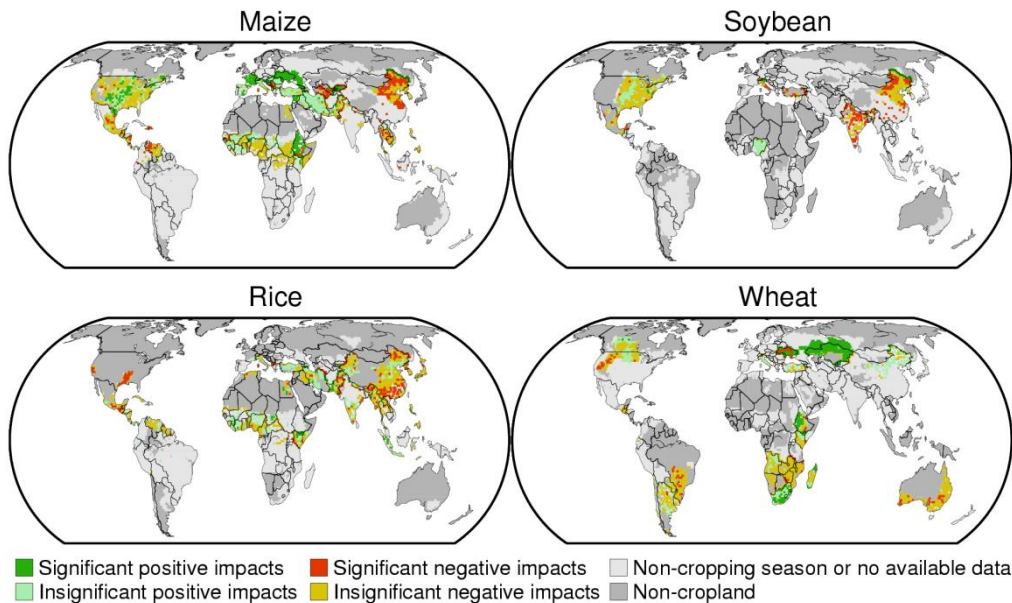 Maize
Soybean
Rice
Wheat
Significant positive impacts
Significant negative impacts
Non-cropping season or no available data
Insignificant positive impacts
Insignificant negative impacts
Non-cropland